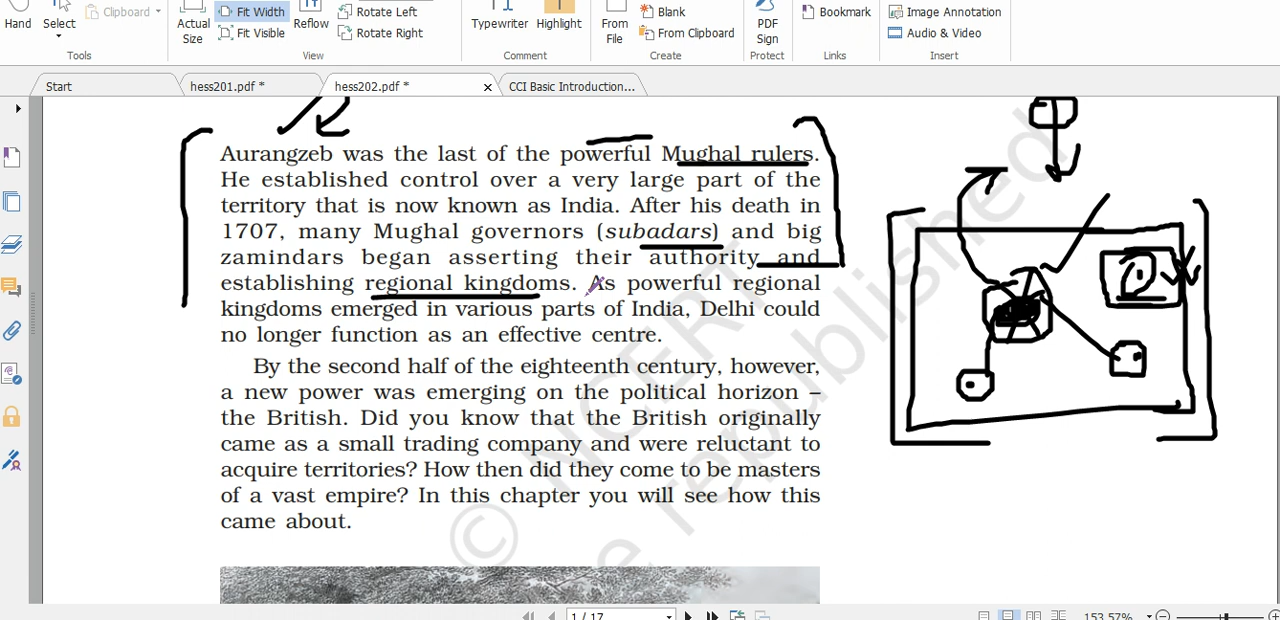 Hand
Select
Clipboard
Actual Size
Fit Width
Fit Visible
Reflow
Rotate Left
Rotate Right
Typewriter
Highlight
From File
Blank
From Clipboard
PDF Sign
Bookmark
Image Annotation
Audio & Video
Tools
View
Comment
Create
Protect
Links
Insert
Start
hess201.pdf *
hess202.pdf *
CCI Basic Introduction...
Aurangzeb was the last of the powerful Mughal rulers.
He established control over a very large part of the
territory that is now known as India. After his death in
1707, many Mughal governors (subadars) and big
zamindars began asserting their authority and
establishing regional kingdoms. As powerful regional
kingdoms emerged in various parts of India, Delhi could
no longer function as an effective centre.
By the second half of the eighteenth century, however,
a new power was emerging on the political horizon –
the British. Did you know that the British originally
came as a small trading company and were reluctant to
acquire territories? How then did they come to be masters
of a vast empire? In this chapter you will see how this
came about.
© NCERT
republished
1 / 17
153.57%